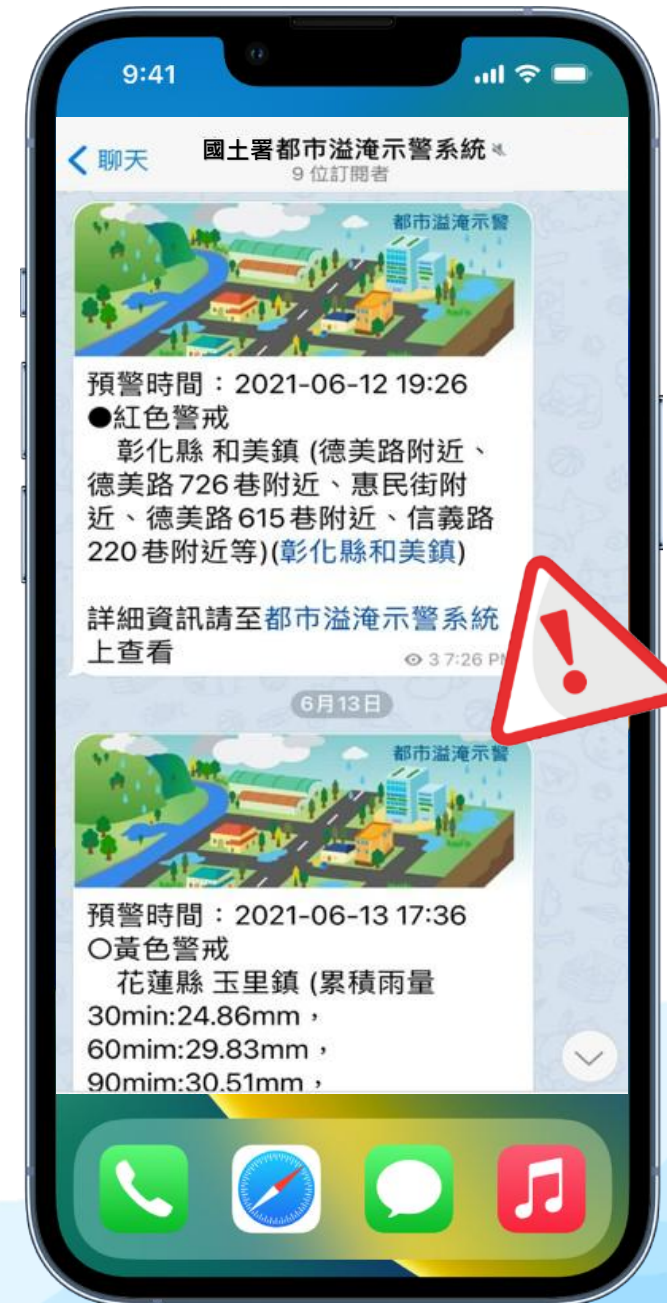 9:41
聊天
國土署都市溢淹示警系統
9 位訂閱者
都市溢淹示警
預警時間：2021-06-12 19:26
●紅色警戒
彰化縣 和美鎮 (德美路附近、
德美路726巷附近、惠民街附
近、德美路615巷附近、信義路
220巷附近等)(彰化縣和美鎮)
詳細資訊請至都市溢淹示警系統
上查看
3 7:26 PM
6月13日
都市溢淹示警
預警時間：2021-06-13 17:36
○黃色警戒
花蓮縣 玉里鎮 (累積雨量
30min:24.86mm，
60mim:29.83mm，
90mim:30.51mm，